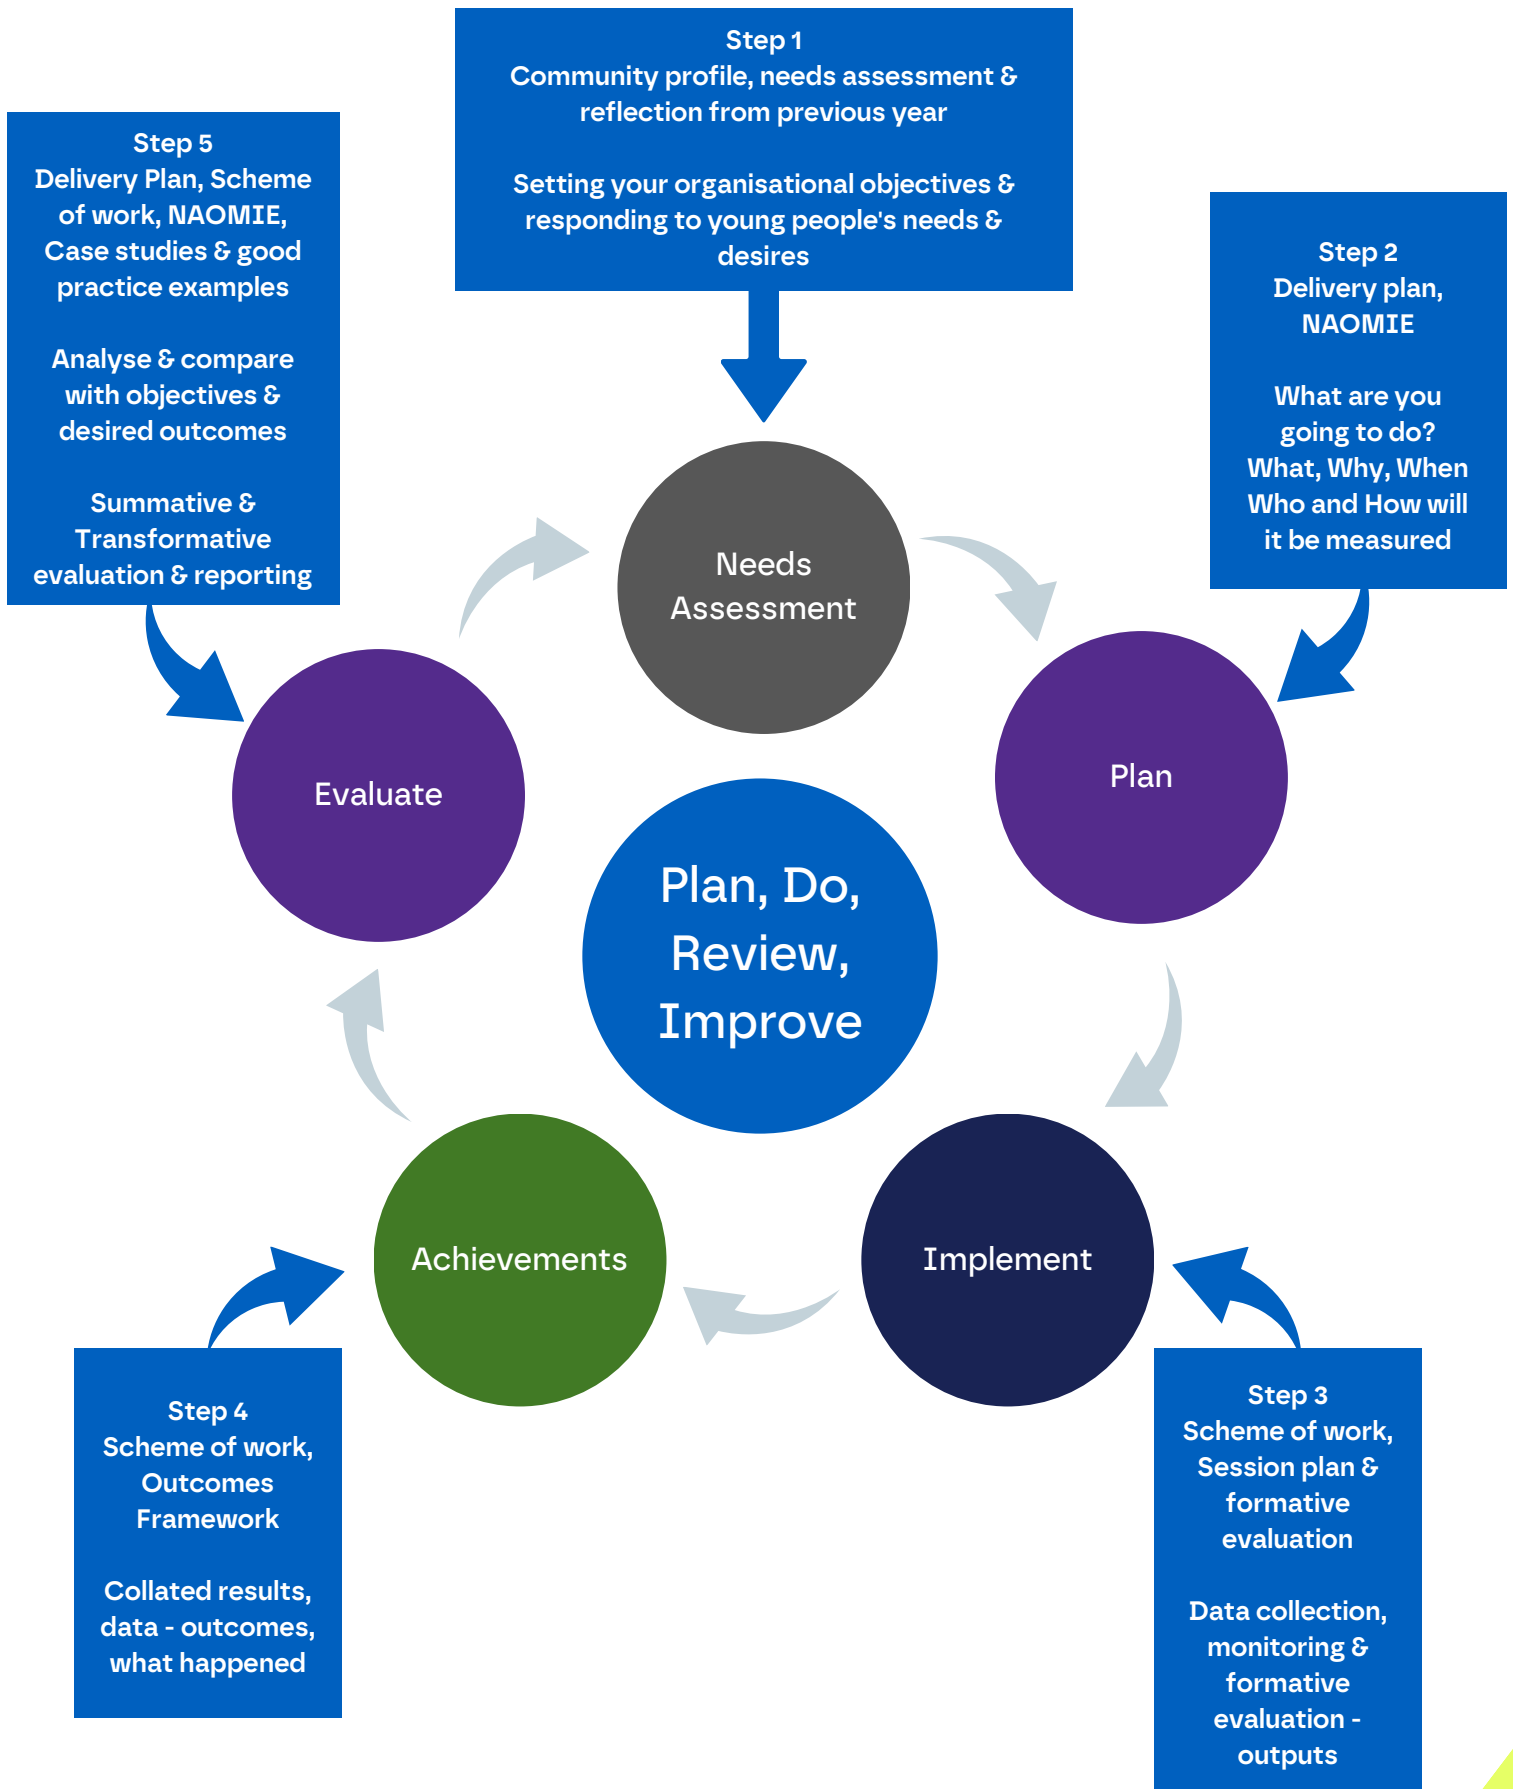 Step 1
Community profile, needs assessment &
reflection from previous year
Setting your organisational objectives &
responding to young people's needs &
desires
Step 5
Delivery Plan, Scheme
of work, NAOMIE,
Case studies & good
practice examples
Analyse & compare
with objectives &
desired outcomes
Summative &
Transformative
evaluation & reporting
Step 2
Delivery plan,
NAOMIE
What are you
going to do?
What, Why, When
Who and How will
it be measured
Needs
Assessment
Evaluate
Plan
Plan, Do,
Review,
Improve
Achievements
Implement
Step 4
Scheme of work,
Outcomes
Framework
Collated results,
data - outcomes,
what happened
Step 3
Scheme of work,
Session plan &
formative
evaluation
Data collection,
monitoring &
formative
evaluation -
outputs